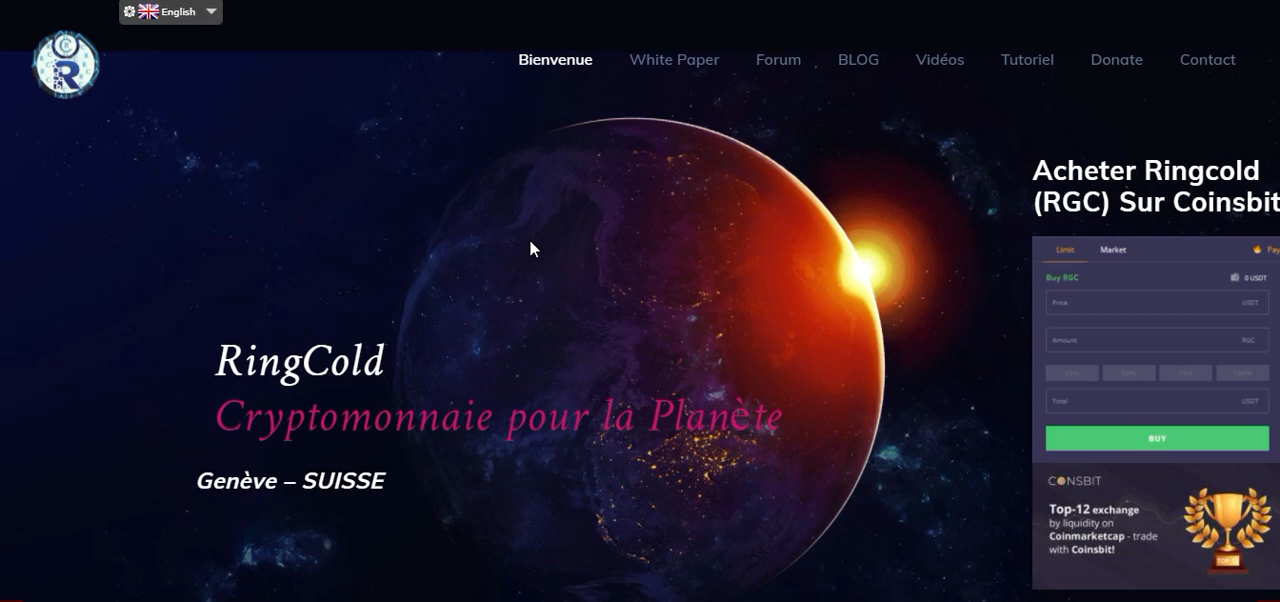 English
Bienvenue White Paper Forum BLOG Vidéos Tutoriel Donate Contact
Acheter Ringcold
(RGC) Sur Coinsbit
Limit Market Pay
Buy RGC 0 USDT
Price USDT
Amount RGC
Total USDT
BUY
RingCold
Cryptomonnaie pour la Planète
Genève – SUISSE
COINSBIT
Top-12 exchange
by liquidity on
Coinmarketcap - trade
with Coinsbit!